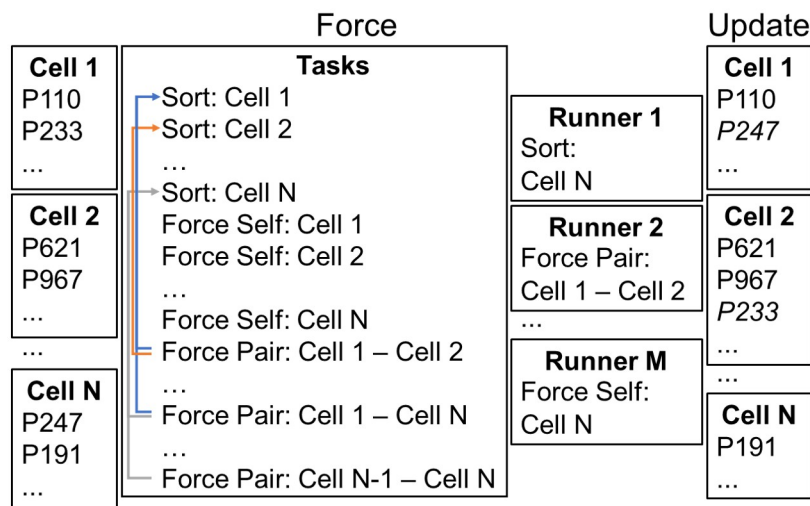 Force
Update
Cell 1
P110
P233
...
Cell 2
P621
P967
...
...
Cell N
P247
P191
...
Tasks
Sort: Cell 1
Sort: Cell 2
...
Sort: Cell N
Force Self: Cell 1
Force Self: Cell 2
...
Force Self: Cell N
Force Pair: Cell 1 – Cell 2
...
Force Pair: Cell 1 – Cell N
...
Force Pair: Cell N-1 – Cell N
Runner 1
Sort:
Cell N
Runner 2
Force Pair:
Cell 1 – Cell 2
...
Runner M
Force Self:
Cell N
Cell 1
P110
P247
...
Cell 2
P621
P967
P233
...
...
Cell N
P191
...